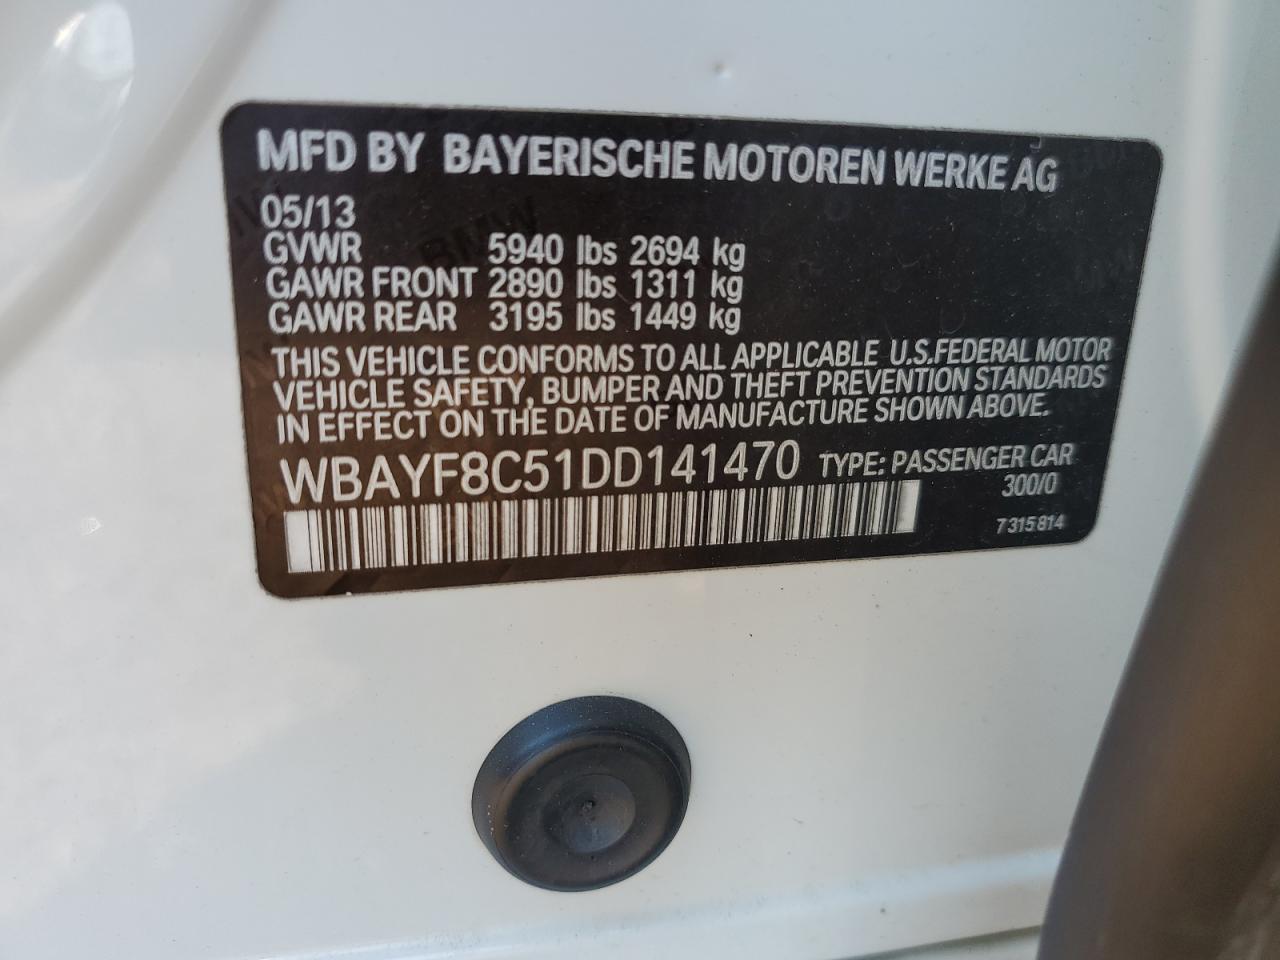 MFD BY BAYERISCHE MOTOREN WERKE AG
05/13
GVWR 5940 lbs 2694 kg
GAWR FRONT 2890 lbs 1311 kg
GAWR REAR 3195 lbs 1449 kg
THIS VEHICLE CONFORMS TO ALL APPLICABLE U.S.FEDERAL MOTOR
VEHICLE SAFETY, BUMPER AND THEFT PREVENTION STANDARDS
IN EFFECT ON THE DATE OF MANUFACTURE SHOWN ABOVE.
WBAYF8C51DD141470 TYPE: PASSENGER CAR
300/0
7315814